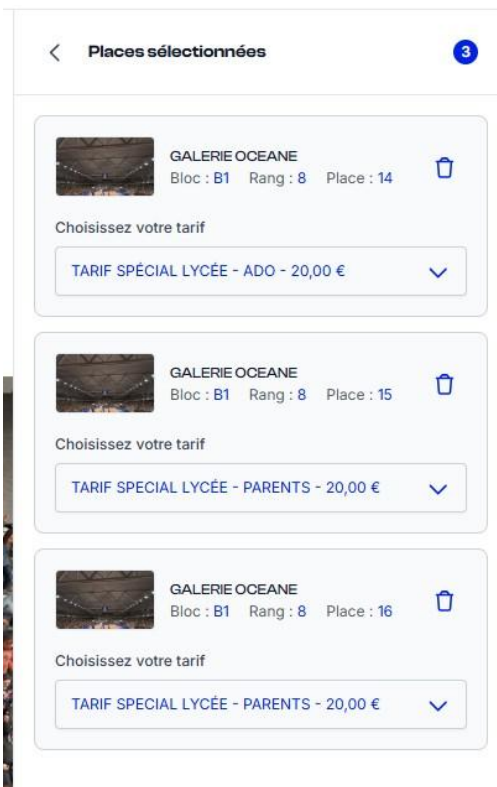 Places sélectionnées 3
GALERIE OCEANE
Bloc : B1 Rang : 8 Place : 14
Choisissez votre tarif
TARIF SPÉCIAL LYCÉE - ADO - 20,00 €
GALERIE OCEANE
Bloc : B1 Rang : 8 Place : 15
Choisissez votre tarif
TARIF SPECIAL LYCÉE - PARENTS - 20,00 €
GALERIE OCEANE
Bloc : B1 Rang : 8 Place : 16
Choisissez votre tarif
TARIF SPECIAL LYCÉE - PARENTS - 20,00 €